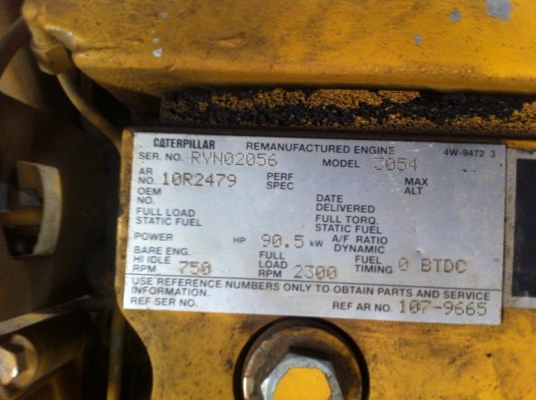 CATERPILLAR REMANUFACTURED ENGINE 4W-9472 3
SER. NO. RVN02056 MODEL 3054
AR NO. 10R2479 PERF SPEC MAX ALT
OEM NO. DATE DELIVERED
FULL LOAD STATIC FUEL FULL TORQ. STATIC FUEL
POWER HP 90.5 kW A/F RATIO DYNAMIC
BARE ENG. HI IDLE RPM 750 FULL LOAD RPM 2300 FUEL TIMING 0 BTDC
USE REFERENCE NUMBERS ONLY TO OBTAIN PARTS AND SERVICE
INFORMATION.
REF SER NO. REF AR NO. 107-9665